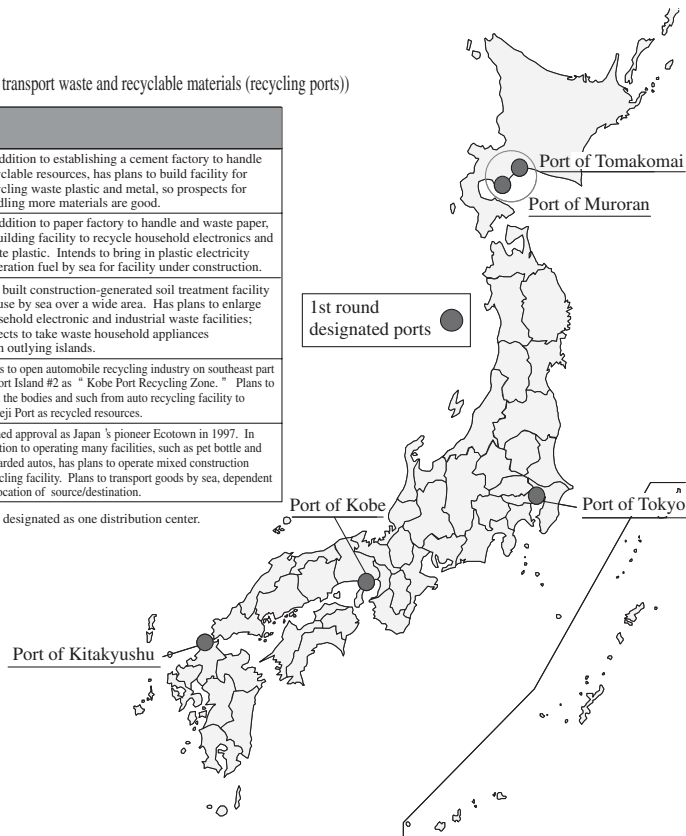 transport waste and recyclable materials (recycling ports))
ddition to establishing a cement factory to handle
yclable resources, has plans to build facility for
ycling waste plastic and metal, so prospects for
dling more materials are good.
ddition to paper factory to handle and waste paper,
uilding facility to recycle household electronics and
te plastic. Intends to bring in plastic electricity
eration fuel by sea for facility under construction.
built construction-generated soil treatment facility
use by sea over a wide area. Has plans to enlarge
sehold electronic and industrial waste facilities;
ects to take waste household appliances
m outlying islands.
s to open automobile recycling industry on southeast part
ort Island #2 as “ Kobe Port Recycling Zone. ” Plans to
the bodies and such from auto recycling facility to
eji Port as recycled resources.
ed approval as Japan ’s pioneer Ecotown in 1997. In
tion to operating many facilities, such as pet bottle and
arded autos, has plans to operate mixed construction
cling facility. Plans to transport goods by sea, dependent
ocation of source/destination.
designated as one distribution center.
Port of Tomakomai
Port of Muroran
1st round
designated ports
Port of Kobe
Port of Tokyo
Port of Kitakyushu